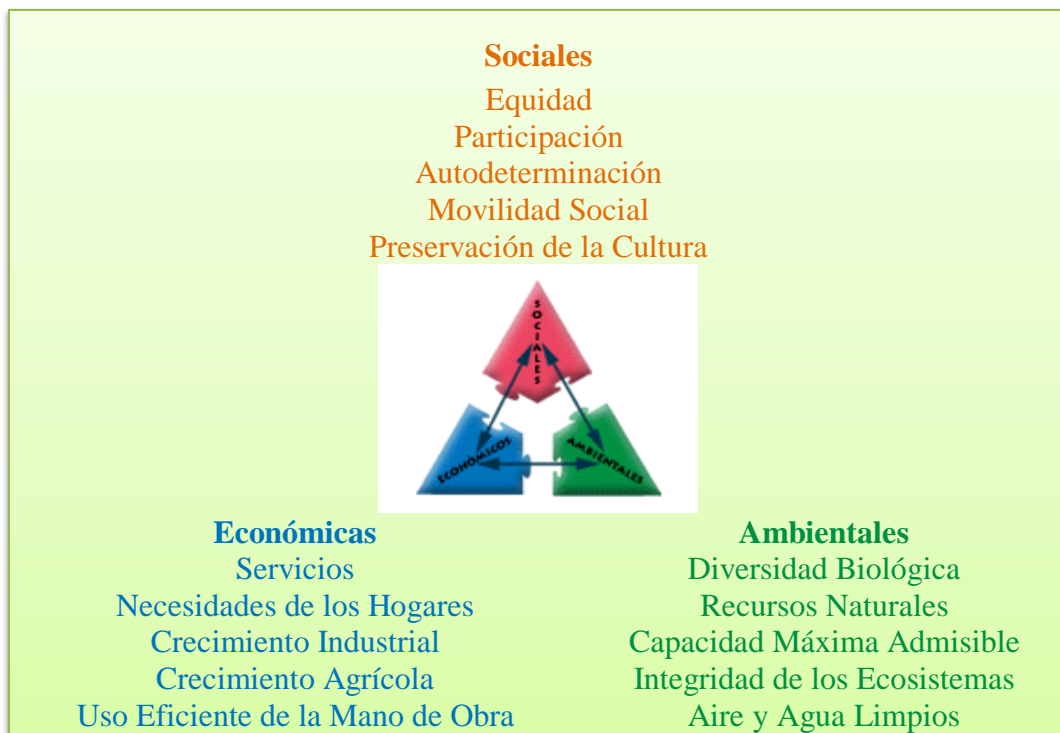 Sociales
Equidad
Participación
Autodeterminación
Movilidad Social
Preservación de la Cultura
SOCIALES
ECONÓMICOS
AMBIENTALES
Económicas
Servicios
Necesidades de los Hogares
Crecimiento Industrial
Crecimiento Agrícola
Uso Eficiente de la Mano de Obra
Ambientales
Diversidad Biológica
Recursos Naturales
Capacidad Máxima Admisible
Integridad de los Ecosistemas
Aire y Agua Limpios